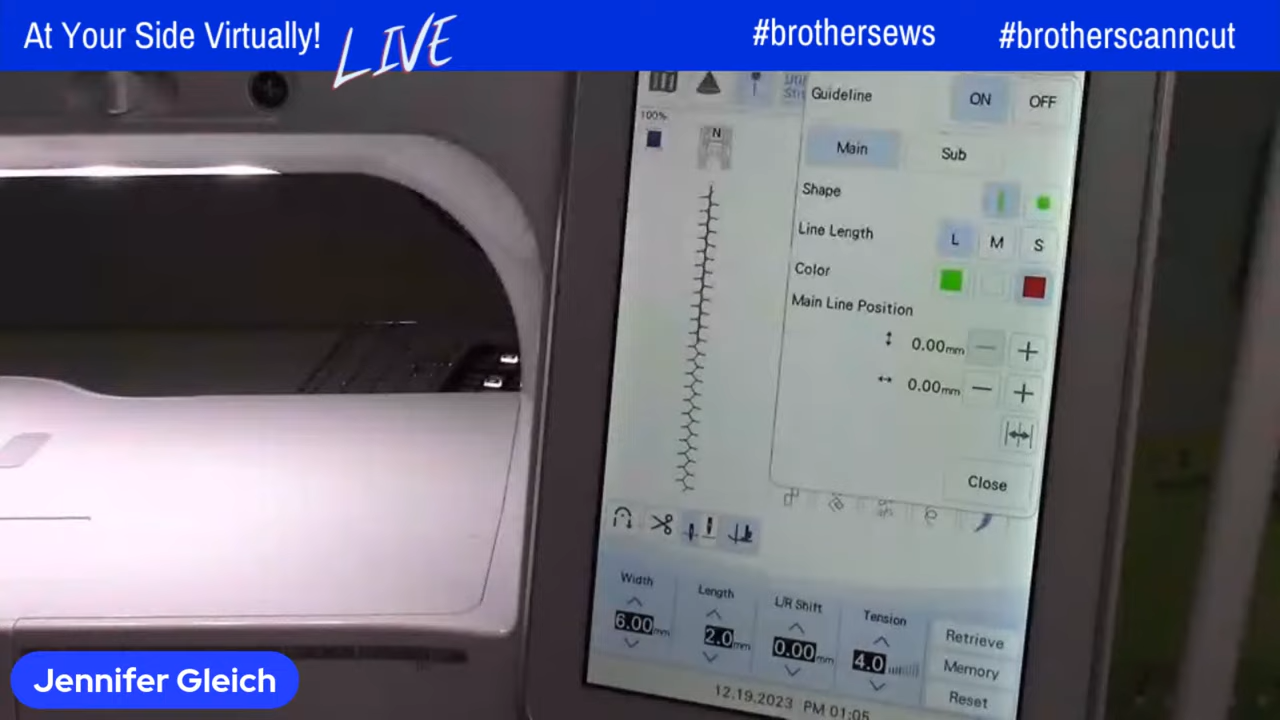 At Your Side Virtually! LIVE
#brothersews #brotherscanncut
Guideline ON OFF
100%
N
Main Sub
Shape
Line Length L M S
Color
Main Line Position
0.00mm − +
0.00mm − +
Close
Width Length L/R Shift Tension
6.00mm 2.0mm 0.00mm 4.0
Retrieve
Memory
Reset
12.19.2023 PM 01:05
Jennifer Gleich